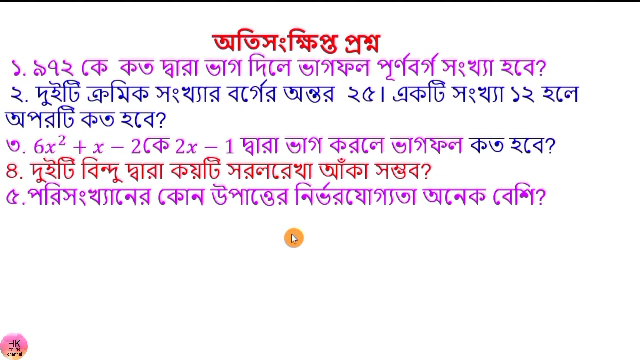 অতিসংক্ষিপ্ত প্রশ্ন
১. ৯৭২ কে কত দ্বারা ভাগ দিলে ভাগফল পূর্ণবর্গ সংখ্যা হবে?
২. দুইটি ক্রমিক সংখ্যার বর্গের অন্তর ২৫। একটি সংখ্যা ১২ হলে
অপরটি কত হবে?
৩. 6x² + x − 2কে 2x − 1 দ্বারা ভাগ করলে ভাগফল কত হবে?
৪. দুইটি বিন্দু দ্বারা কয়টি সরলরেখা আঁকা সম্ভব?
৫.পরিসংখ্যানের কোন উপাত্তের নির্ভরযোগ্যতা অনেক বেশি?
HK